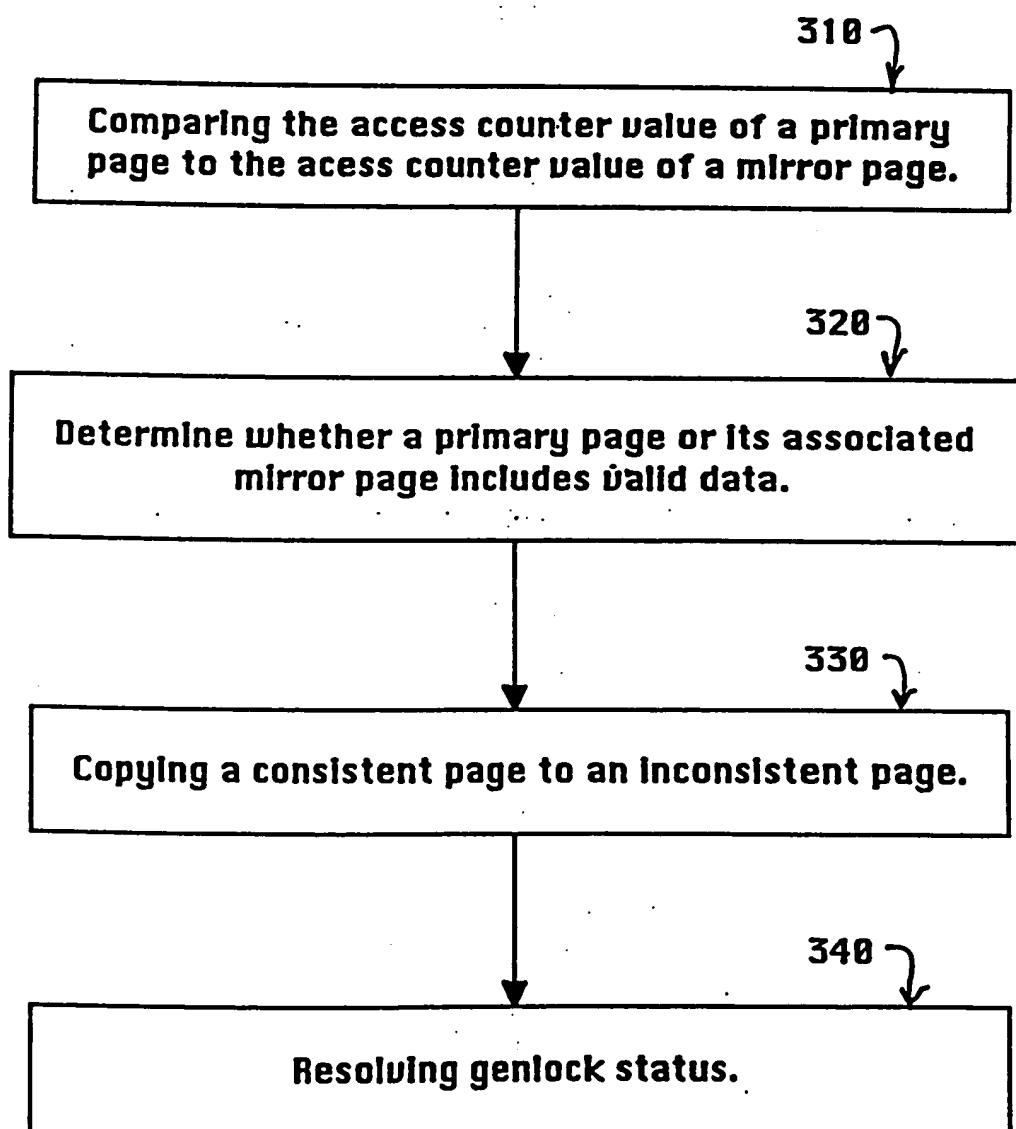 310
Comparing the access counter value of a primary
page to the acess counter value of a mirror page.
320
Determine whether a primary page or its associated
mirror page includes valid data.
330
Copying a consistent page to an inconsistent page.
340
Resolving genlock status.